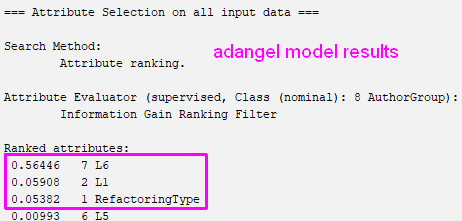 === Attribute Selection on all input data ===
Search Method:
adangel model results
Attribute ranking.
Attribute Evaluator (supervised, Class (nominal): 8 AuthorGroup):
Information Gain Ranking Filter
Ranked attributes:
0.56446 7 L6
0.05908 2 L1
0.05382 1 RefactoringType
0.00993 6 L5